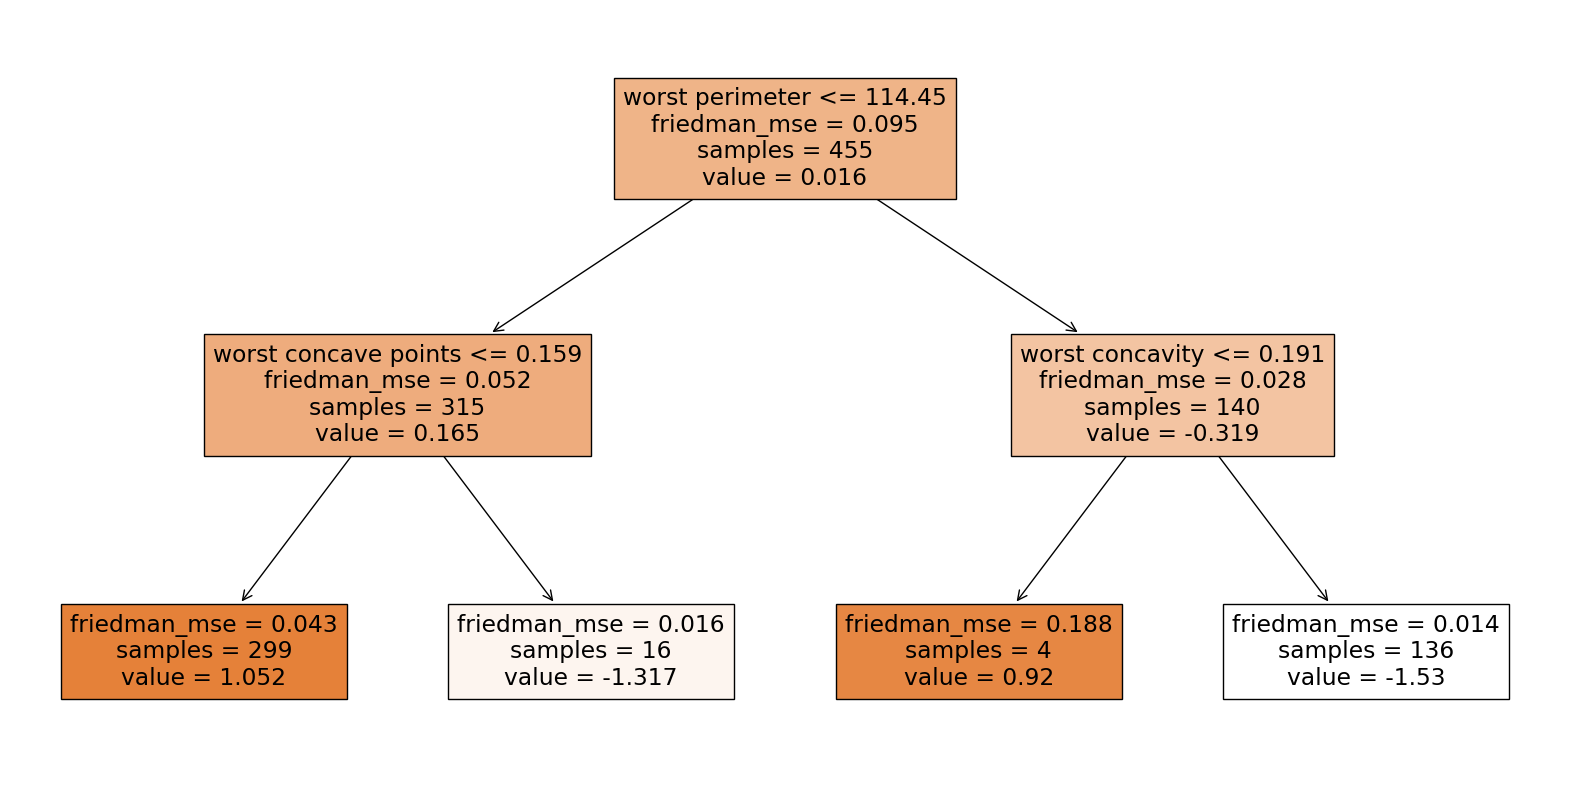 worst perimeter <= 114.45
friedman_mse = 0.095
samples = 455
value = 0.016
worst concave points <= 0.159
friedman_mse = 0.052
samples = 315
value = 0.165
worst concavity <= 0.191
friedman_mse = 0.028
samples = 140
value = -0.319
friedman_mse = 0.043
samples = 299
value = 1.052
friedman_mse = 0.016
samples = 16
value = -1.317
friedman_mse = 0.188
samples = 4
value = 0.92
friedman_mse = 0.014
samples = 136
value = -1.53